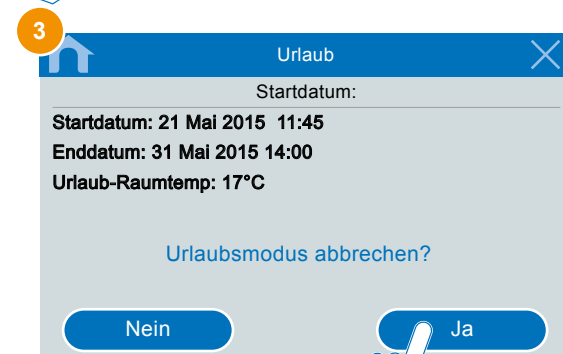 3
Urlaub
Startdatum:
Startdatum: 21 Mai 2015 11:45
Enddatum: 31 Mai 2015 14:00
Urlaub-Raumtemp: 17°C
Urlaubsmodus abbrechen?
Nein
Ja